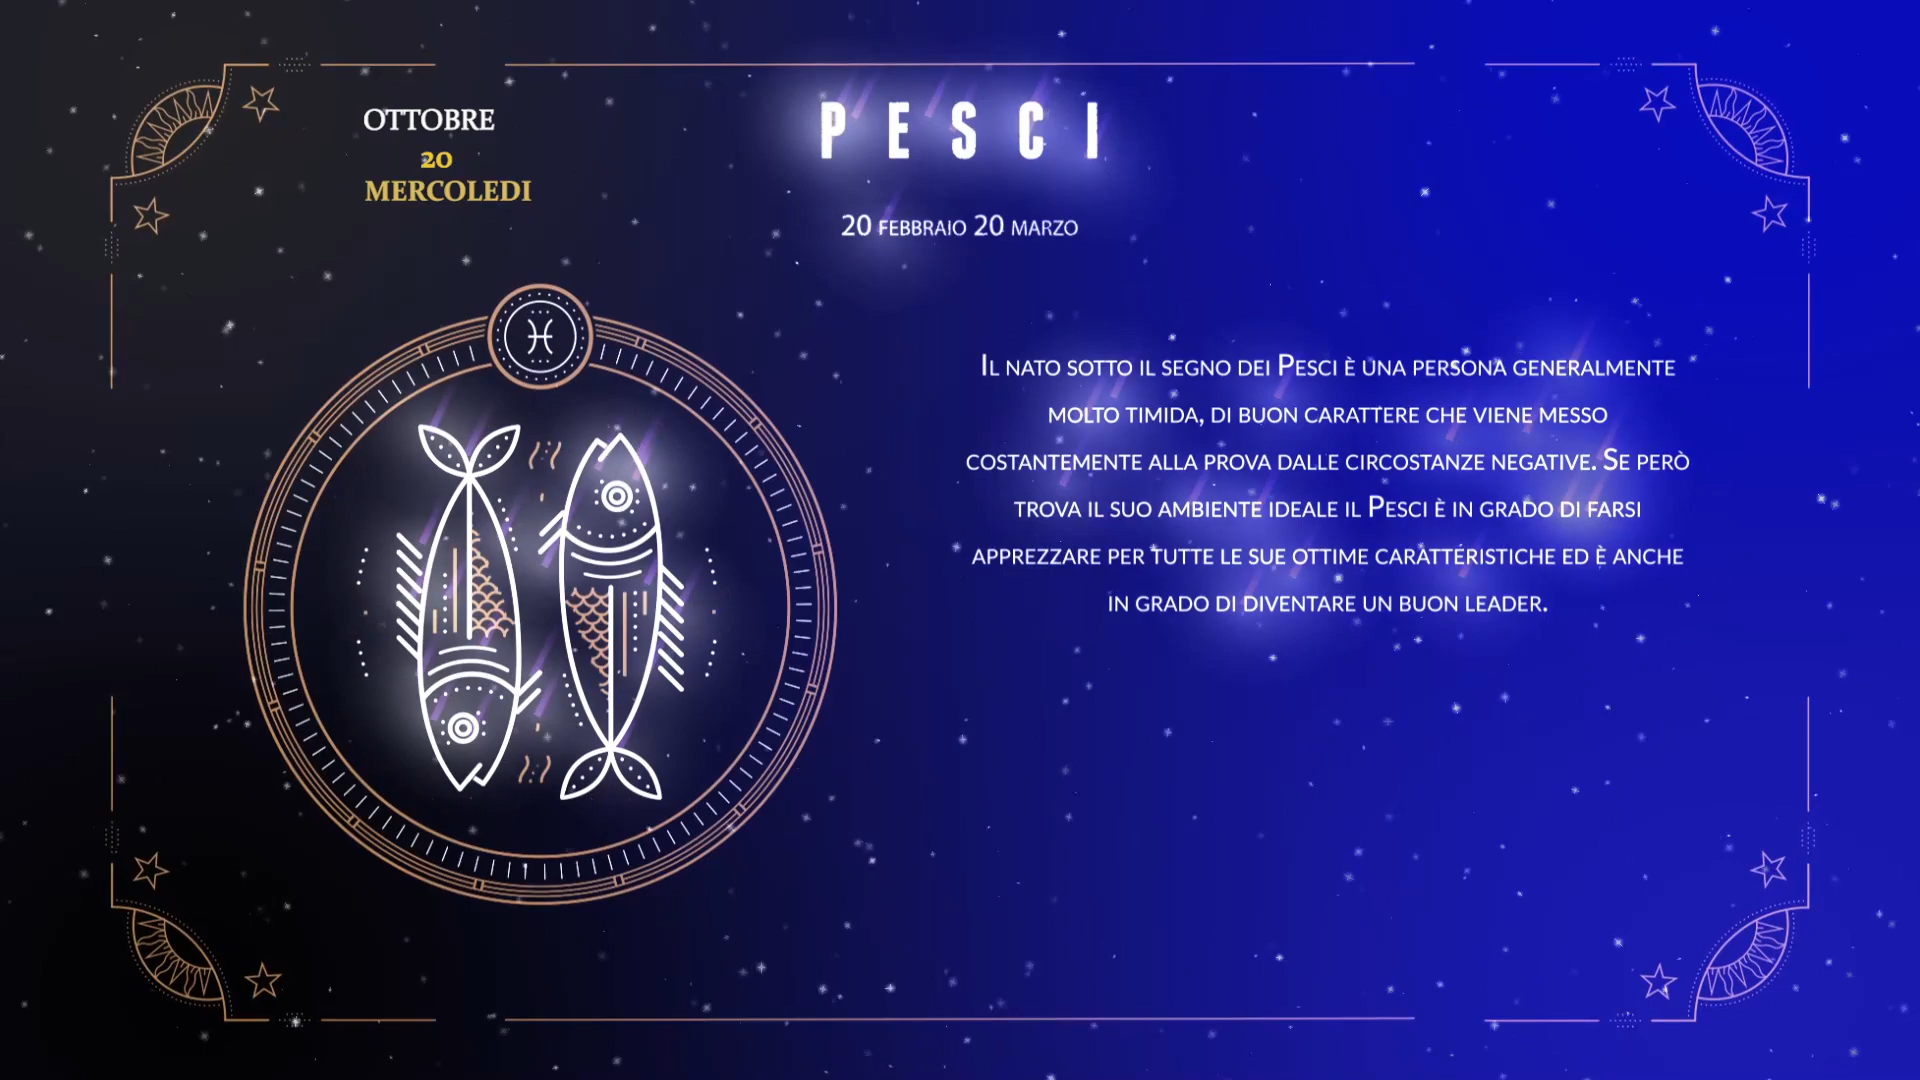 OTTOBRE
20
MERCOLEDI
PESCI
20 FEBBRAIO 20 MARZO
IL NATO SOTTO IL SEGNO DEI PESCI È UNA PERSONA GENERALMENTE
MOLTO TIMIDA, DI BUON CARATTERE CHE VIENE MESSO
COSTANTEMENTE ALLA PROVA DALLE CIRCOSTANZE NEGATIVE. SE PERÒ
TROVA IL SUO AMBIENTE IDEALE IL PESCI È IN GRADO DI FARSI
APPREZZARE PER TUTTE LE SUE OTTIME CARATTERISTICHE ED È ANCHE
IN GRADO DI DIVENTARE UN BUON LEADER.